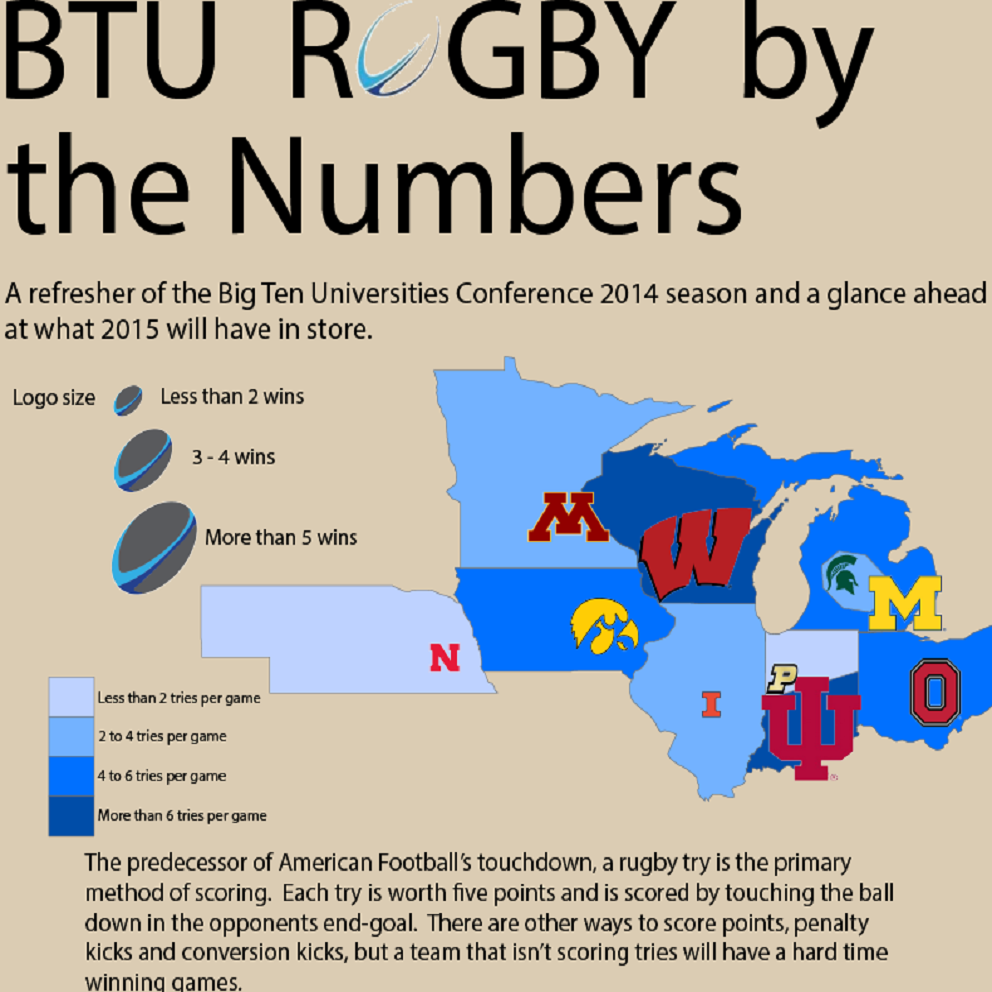 BTU RUGBY by
the Numbers
A refresher of the Big Ten Universities Conference 2014 season and a glance ahead
at what 2015 will have in store.
Logo size
Less than 2 wins
3 - 4 wins
More than 5 wins
M
W
M
N
P
I
IU
O
Less than 2 tries per game
2 to 4 tries per game
4 to 6 tries per game
More than 6 tries per game
The predecessor of American Football's touchdown, a rugby try is the primary
method of scoring. Each try is worth five points and is scored by touching the ball
down in the opponents end-goal. There are other ways to score points, penalty
kicks and conversion kicks, but a team that isn't scoring tries will have a hard time
winning games.